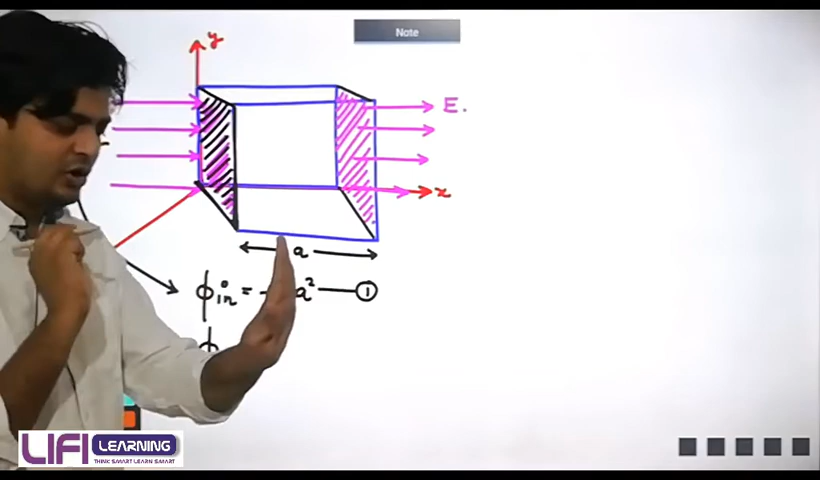 Note
y
E.
x
a
ϕin = - a² — ①
ϕ
LIFI LEARNING
THINK SMART LEARN SMART